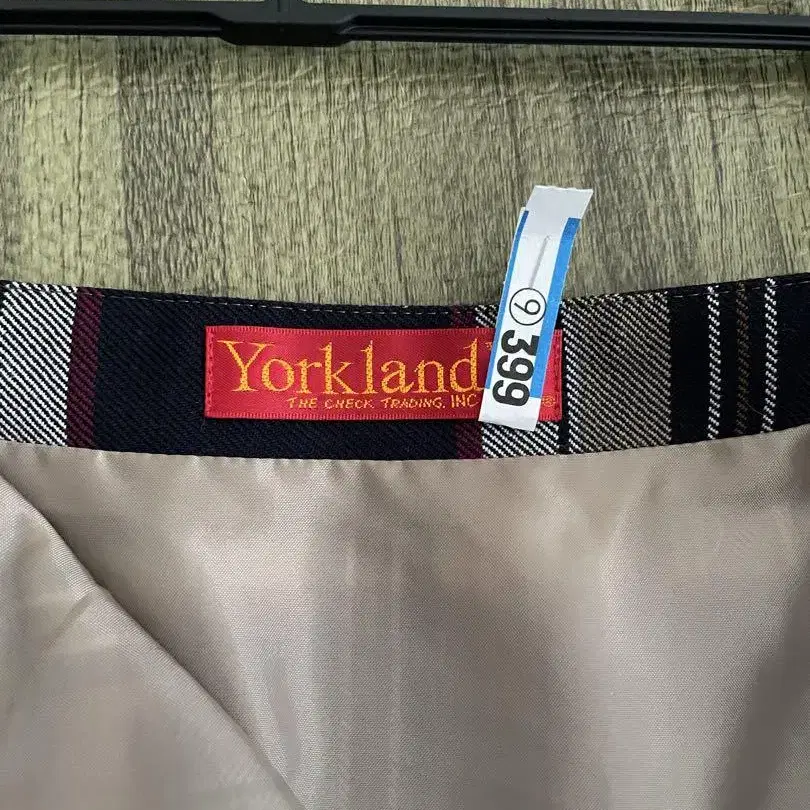 Yorkland
THE CHECK TRADING, INC
®
⑨ 399